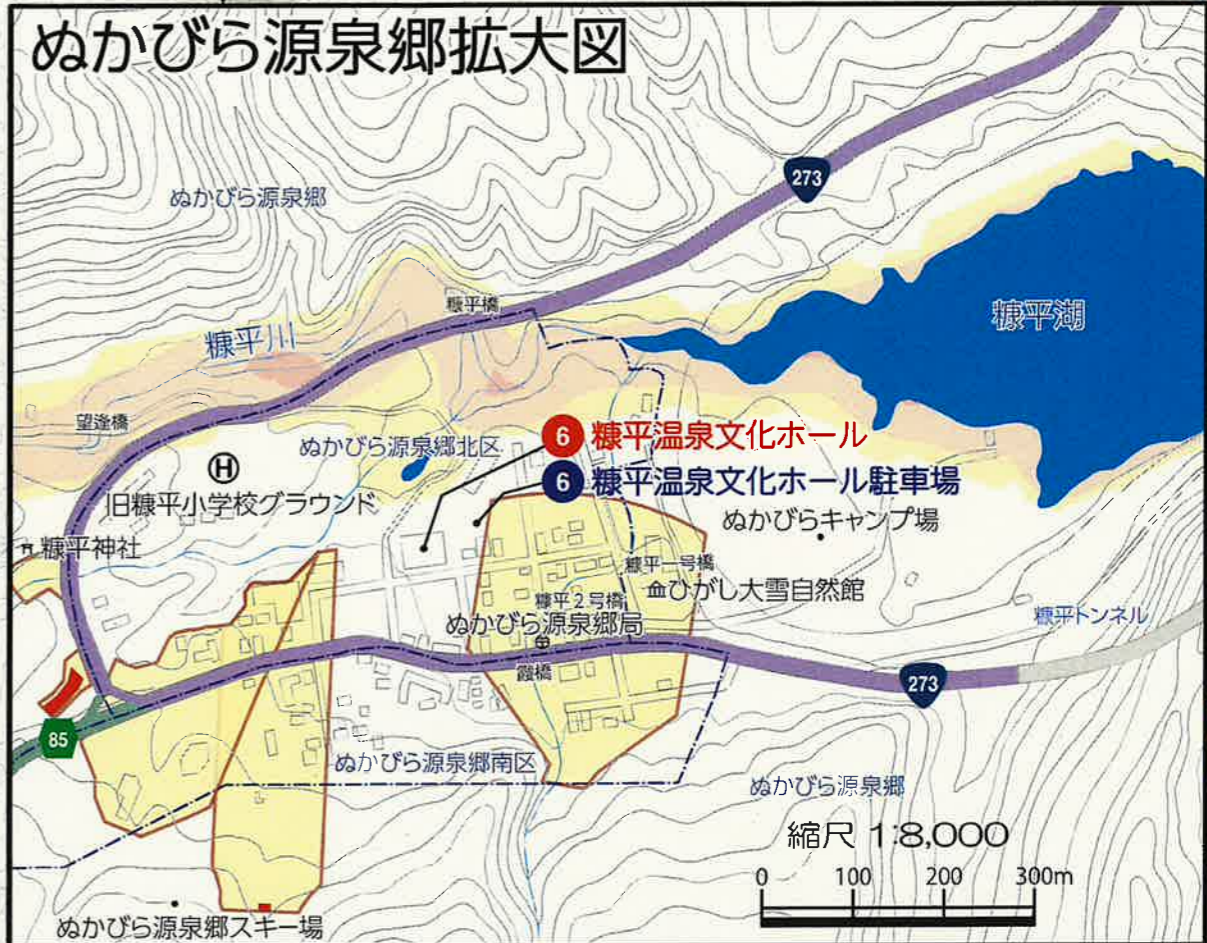 ぬかびら源泉郷拡大図
273
ぬかびら源泉郷
糠平橋
糠平湖
糠平川
望逢橋
ぬかびら源泉郷北区
6 糠平温泉文化ホール
H
6 糠平温泉文化ホール駐車場
旧糠平小学校グラウンド
ぬかびらキャンプ場
糠平神社
糠平一号橋
ひがし大雪自然館
糠平2号橋
ぬかびら源泉郷局
糠平トンネル
霞橋
273
85
ぬかびら源泉郷南区
ぬかびら源泉郷
縮尺 1:8,000
0 100 200 300m
ぬかびら源泉郷スキー場